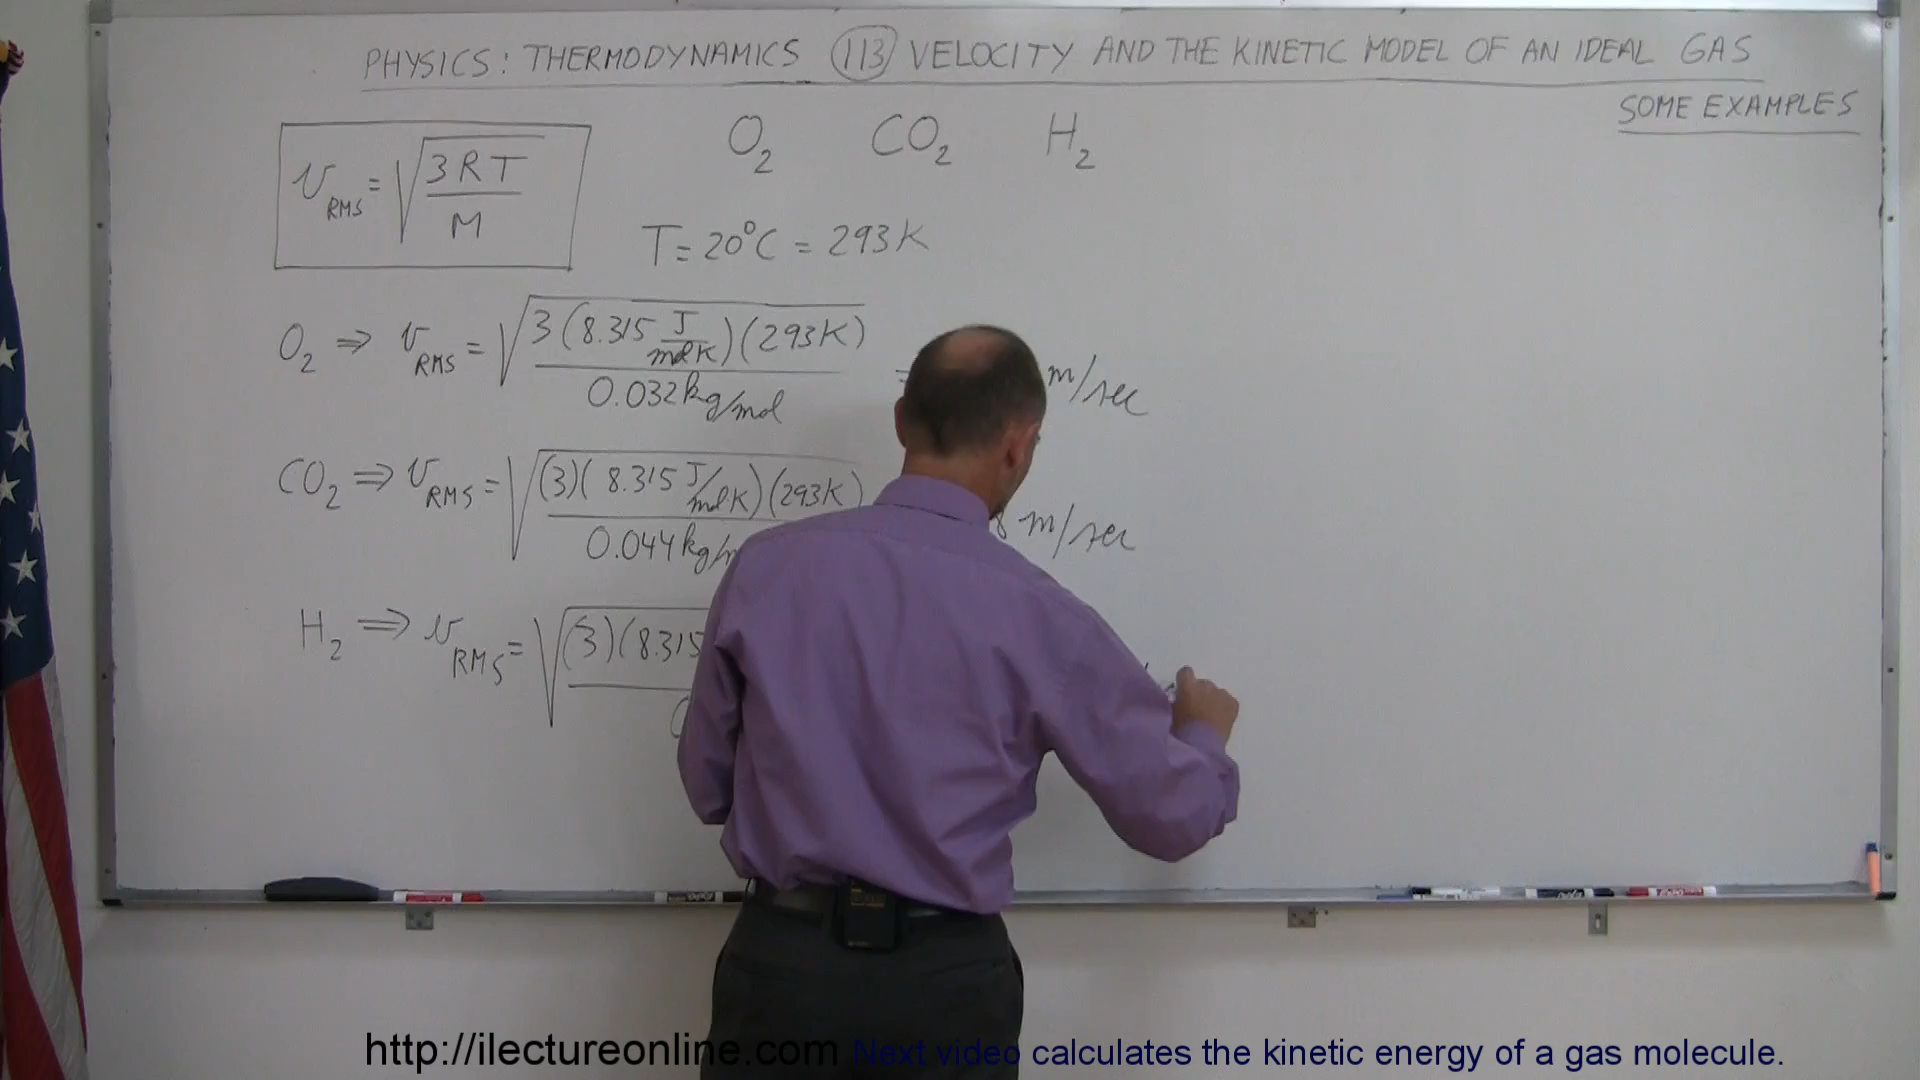 PHYSICS: THERMODYNAMICS 113 VELOCITY AND THE KINETIC MODEL OF AN IDEAL GAS
SOME EXAMPLES
v_RMS = √(3RT/M)
O₂ CO₂ H₂
T = 20°C = 293K
O₂ ⇒ v_RMS = √(3(8.315 J/mol K)(293K)/0.032kg/mol) = m/sec
CO₂ ⇒ v_RMS = √((3)(8.315 J/mol·K)(293K)/0.044kg/m 8 m/sec
H₂ ⇒ v_RMS = √((3)(8.315
http://ilectureonline.com Next video calculates the kinetic energy of a gas molecule.